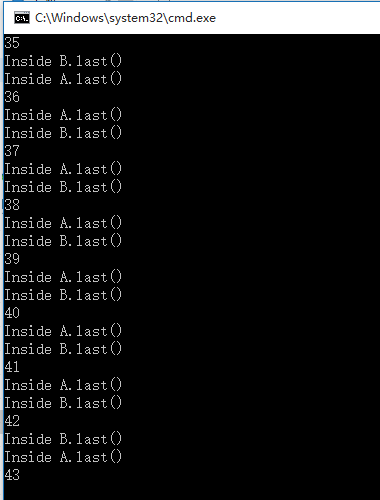 C:\Windows\system32\cmd.exe
35
Inside B.last()
Inside A.last()
36
Inside A.last()
Inside B.last()
37
Inside A.last()
Inside B.last()
38
Inside A.last()
Inside B.last()
39
Inside A.last()
Inside B.last()
40
Inside A.last()
Inside B.last()
41
Inside A.last()
Inside B.last()
42
Inside B.last()
Inside A.last()
43